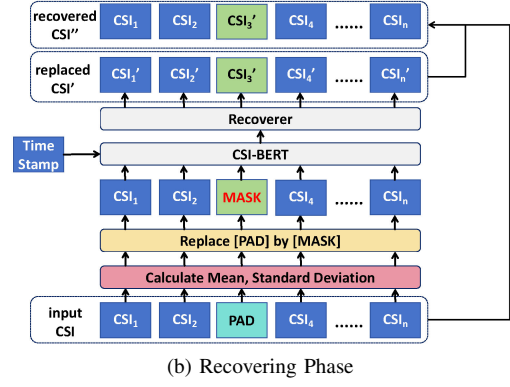 recovered CSI'' CSI₁ CSI₂ CSI₃' CSI₄ ...... CSIₙ
replaced CSI' CSI₁' CSI₂' CSI₃' CSI₄' ...... CSIₙ'
Recoverer
Time Stamp
CSI-BERT
CSI₁ CSI₂ MASK CSI₄ ...... CSIₙ
Replace [PAD] by [MASK]
Calculate Mean, Standard Deviation
input CSI CSI₁ CSI₂ PAD CSI₄ ...... CSIₙ
(b) Recovering Phase